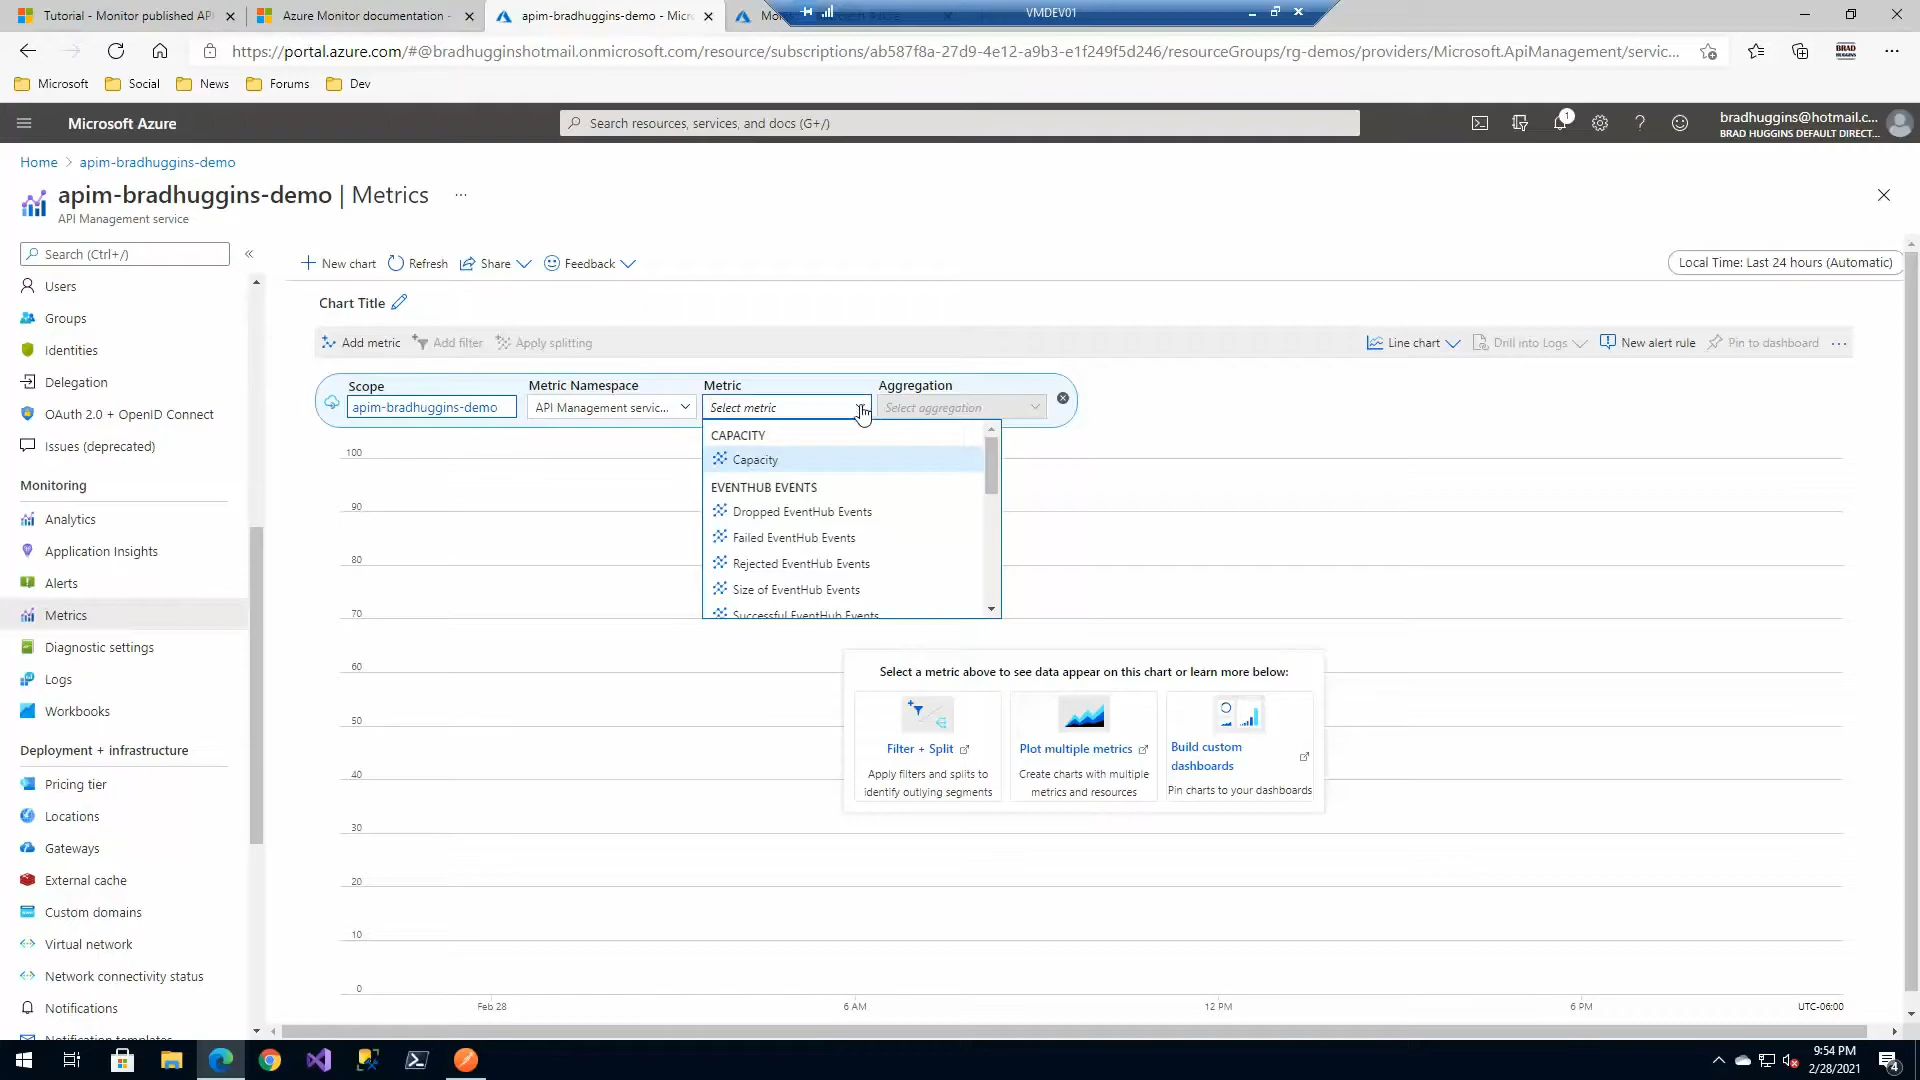 Tutorial - Monitor published API
Azure Monitor documentation -
apim-bradhuggins-demo - Micr
VMDEV01
https://portal.azure.com/#@bradhugginshotmail.onmicrosoft.com/resource/subscriptions/ab587f8a-27d9-4e12-a9b3-e1f249f5d246/resourceGroups/rg-demos/providers/Microsoft.ApiManagement/servic...
BRAD
HUGGINS
Microsoft
Social
News
Forums
Dev
Microsoft Azure
Search resources, services, and docs (G+/)
1
bradhuggins@hotmail.c...
BRAD HUGGINS DEFAULT DIRECT...
Home > apim-bradhuggins-demo
apim-bradhuggins-demo | Metrics ...
API Management service
Search (Ctrl+/)
«
Users
Groups
Identities
Delegation
OAuth 2.0 + OpenID Connect
Issues (deprecated)
Monitoring
Analytics
Application Insights
Alerts
Metrics
Diagnostic settings
Logs
Workbooks
Deployment + infrastructure
Pricing tier
Locations
Gateways
External cache
Custom domains
Virtual network
Network connectivity status
Notifications
Notification templates
New chart
Refresh
Share
Feedback
Local Time: Last 24 hours (Automatic)
Chart Title
Add metric
Add filter
Apply splitting
Line chart
Drill into Logs
New alert rule
Pin to dashboard
...
Scope
apim-bradhuggins-demo
Metric Namespace
API Management servic...
Metric
Select metric
Aggregation
Select aggregation
CAPACITY
Capacity
EVENTHUB EVENTS
Dropped EventHub Events
Failed EventHub Events
Rejected EventHub Events
Size of EventHub Events
Successful EventHub Events
100
90
80
70
60
50
40
30
20
10
0
Select a metric above to see data appear on this chart or learn more below:
Filter + Split
Apply filters and splits to
identify outlying segments
Plot multiple metrics
Create charts with multiple
metrics and resources
Build custom
dashboards
Pin charts to your dashboards
Feb 28
6 AM
12 PM
6 PM
UTC-06:00
9:54 PM
2/28/2021
4